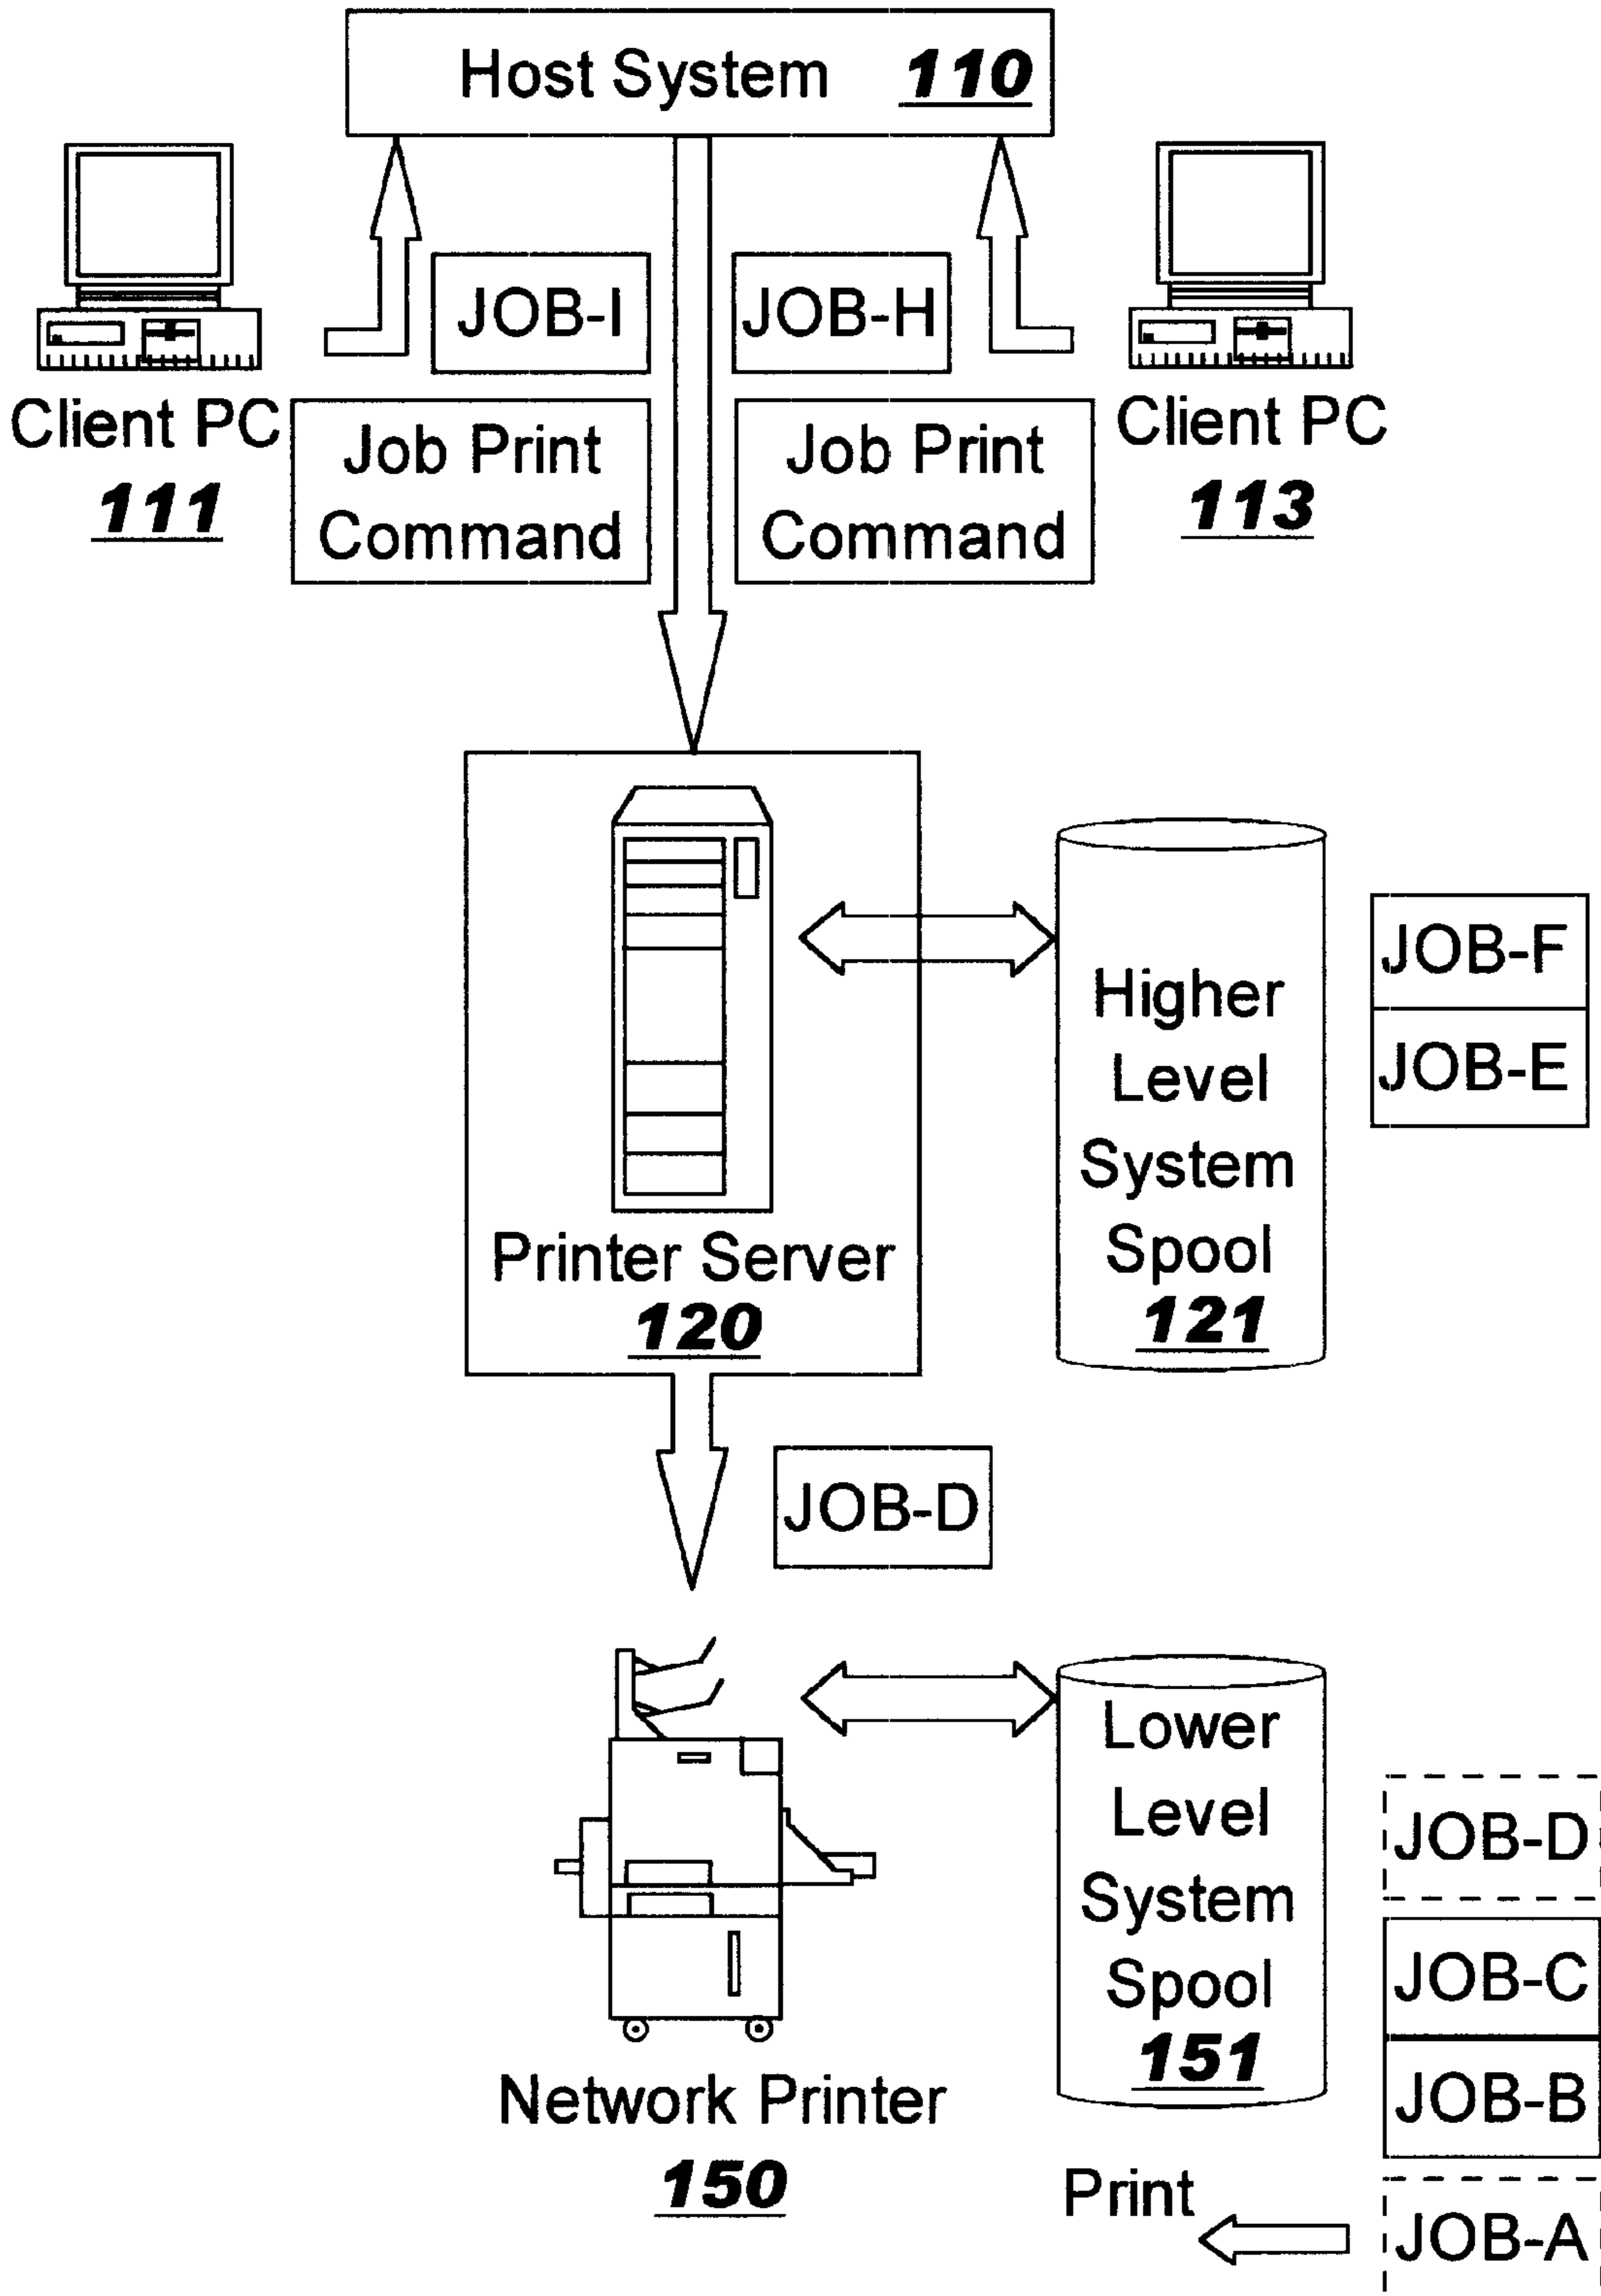 Host System 110
JOB-I
JOB-H
Client PC
111
Job Print
Command
Job Print
Command
Client PC
113
Printer Server
120
Higher
Level
System
Spool
121
JOB-F
JOB-E
JOB-D
Network Printer
150
Lower
Level
System
Spool
151
JOB-D
JOB-C
JOB-B
Print
JOB-A